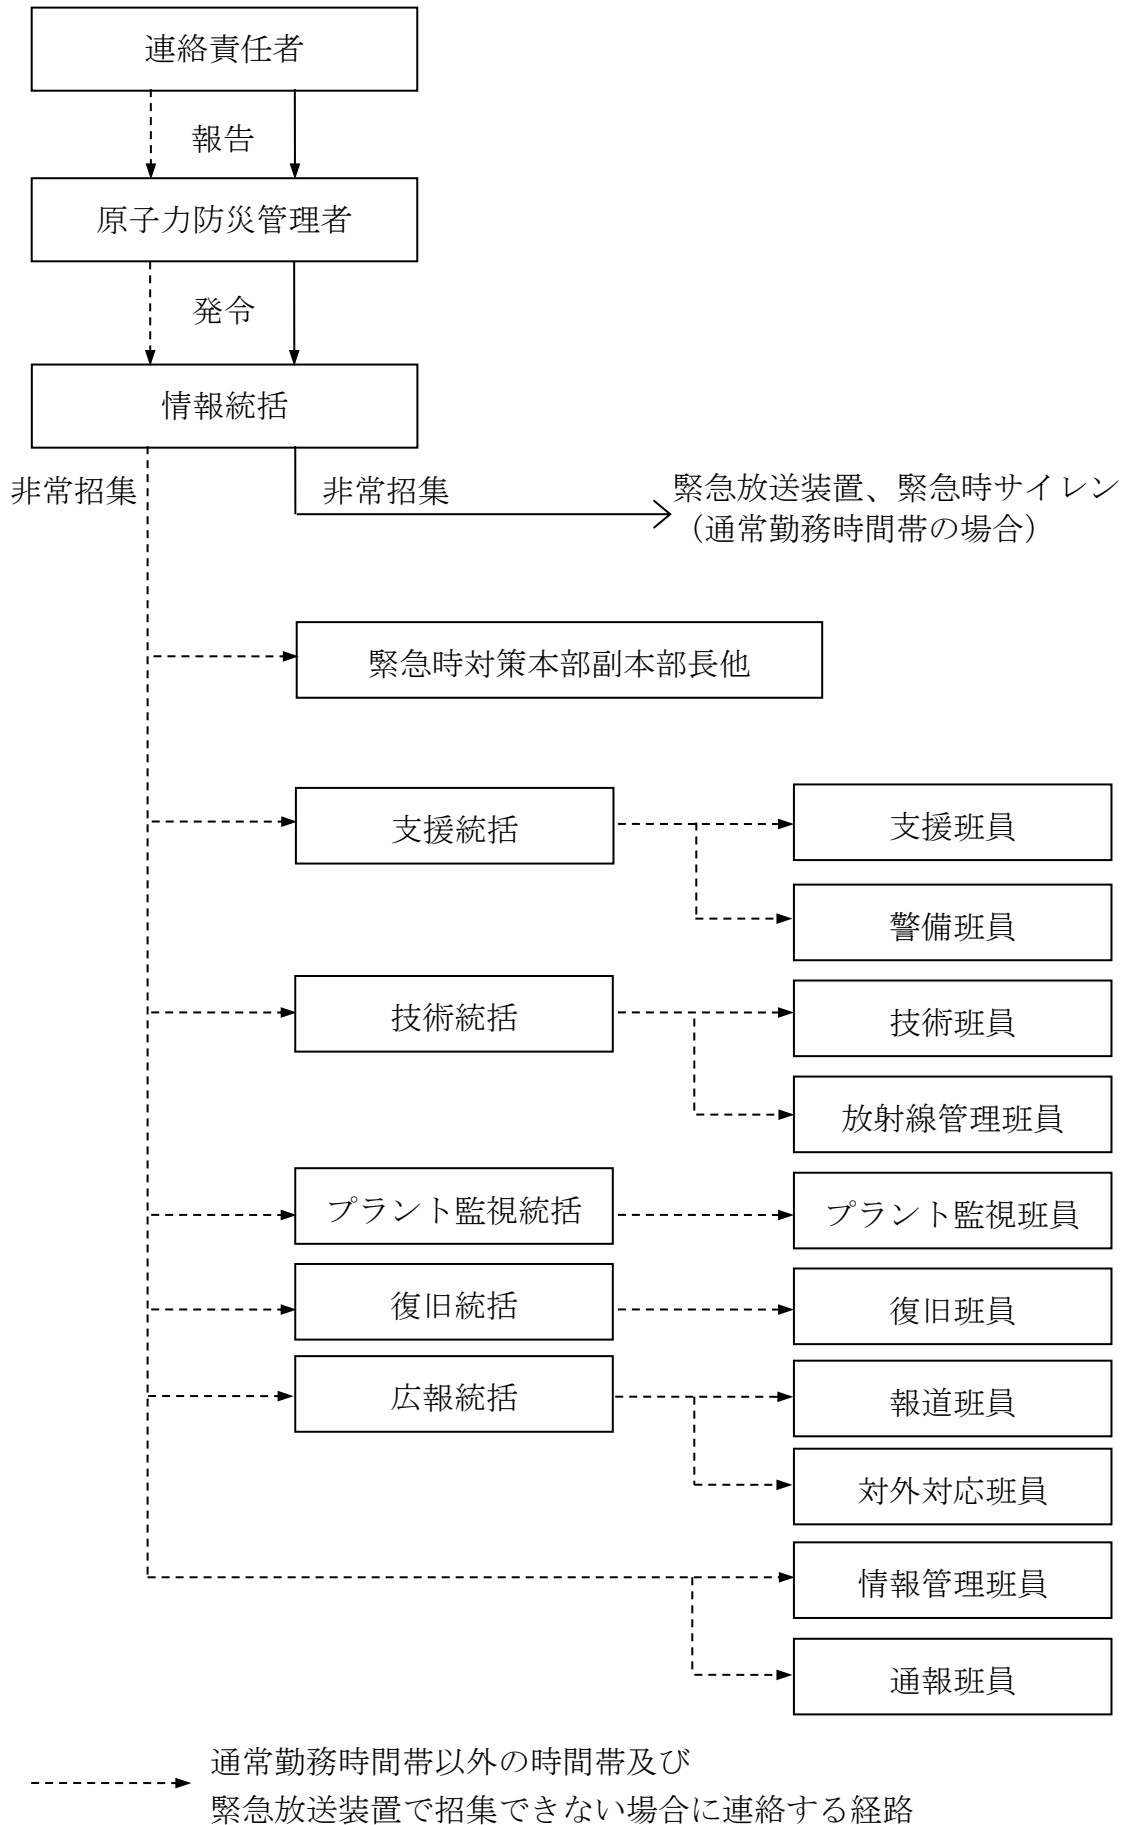 連絡責任者
報告
原子力防災管理者
発令
情報統括
非常招集
非常招集
緊急放送装置、緊急時サイレン
（通常勤務時間帯の場合）
緊急時対策本部副本部長他
支援統括
支援班員
警備班員
技術統括
技術班員
放射線管理班員
プラント監視統括
プラント監視班員
復旧統括
復旧班員
広報統括
報道班員
対外対応班員
情報管理班員
通報班員
通常勤務時間帯以外の時間帯及び
緊急放送装置で招集できない場合に連絡する経路